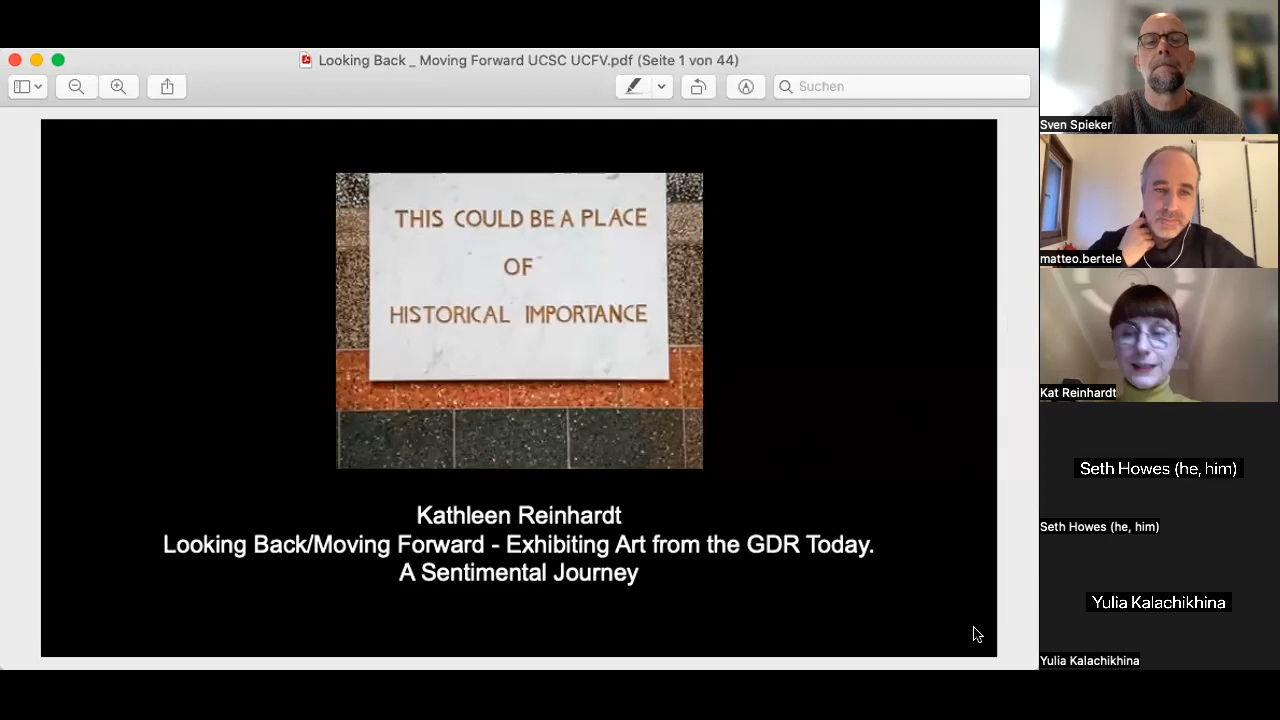 Looking Back _ Moving Forward UCSC UCFV.pdf (Seite 1 von 44)
Suchen
THIS COULD BE A PLACE
OF
HISTORICAL IMPORTANCE
Kathleen Reinhardt
Looking Back/Moving Forward - Exhibiting Art from the GDR Today.
A Sentimental Journey
Sven Spieker
matteo.bertele
Kat Reinhardt
Seth Howes (he, him)
Seth Howes (he, him)
Yulia Kalachikhina
Yulia Kalachikhina